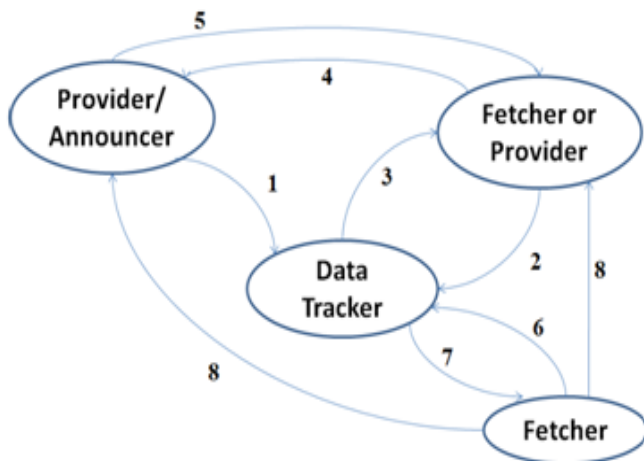 5
4
Provider/
Announcer
Fetcher or
Provider
1
3
2
8
Data
Tracker
6
7
8
Fetcher